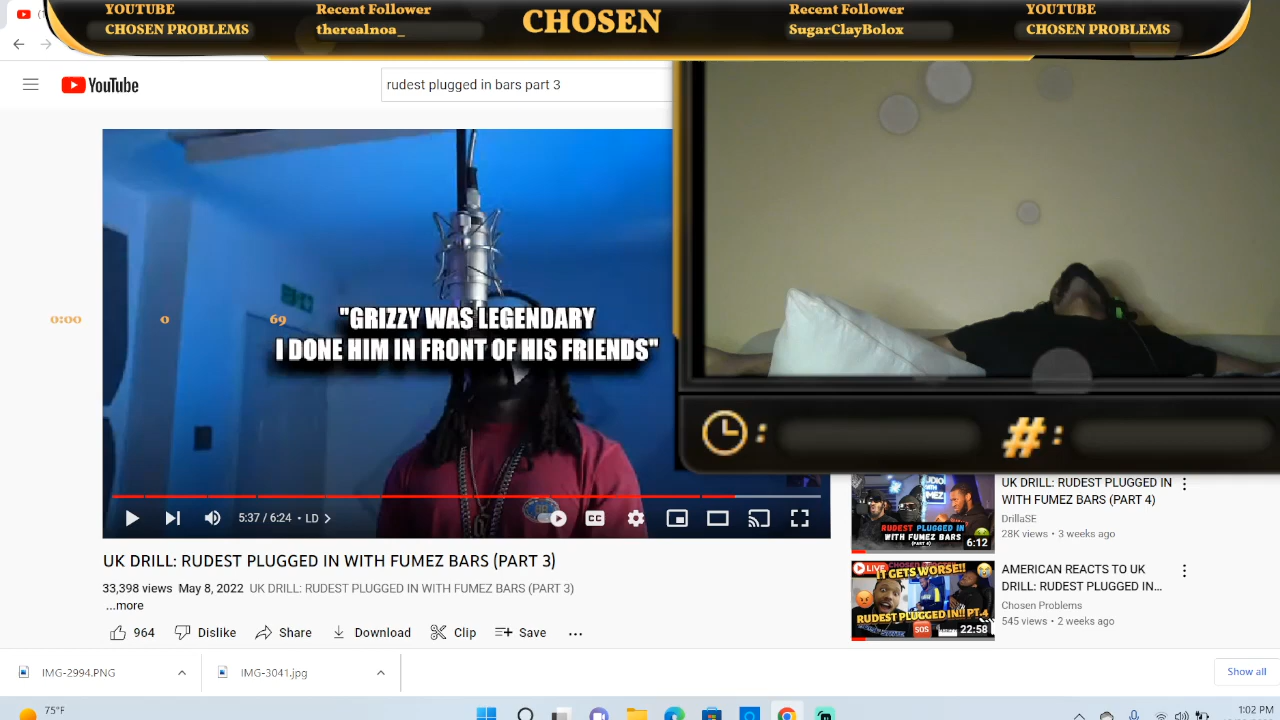 YOUTUBE
CHOSEN PROBLEMS
Recent Follower
therealnoa_
CHOSEN
Recent Follower
SugarClayBolox
YOUTUBE
CHOSEN PROBLEMS
YouTube
rudest plugged in bars part 3
0:00
0
69
"GRIZZY WAS LEGENDARY
I DONE HIM IN FRONT OF HIS FRIENDS"
:
#:
5:37 / 6:24 • LD
CC
UK DRILL: RUDEST PLUGGED IN WITH FUMEZ BARS (PART 3)
33,398 views May 8, 2022 UK DRILL: RUDEST PLUGGED IN WITH FUMEZ BARS (PART 3)
...more
964
Dislike
Share
Download
Clip
Save
RUDEST PLUGGED IN
WITH FUMEZ BARS
6:12
UK DRILL: RUDEST PLUGGED IN
WITH FUMEZ BARS (PART 4)
DrillaSE
28K views • 3 weeks ago
LIVE
IT GETS WORSE!!
RUDEST PLUGGED IN!! PT.4
SOS
22:58
AMERICAN REACTS TO UK
DRILL: RUDEST PLUGGED IN...
Chosen Problems
545 views • 2 weeks ago
IMG-2994.PNG
IMG-3041.jpg
Show all
75°F
1:02 PM